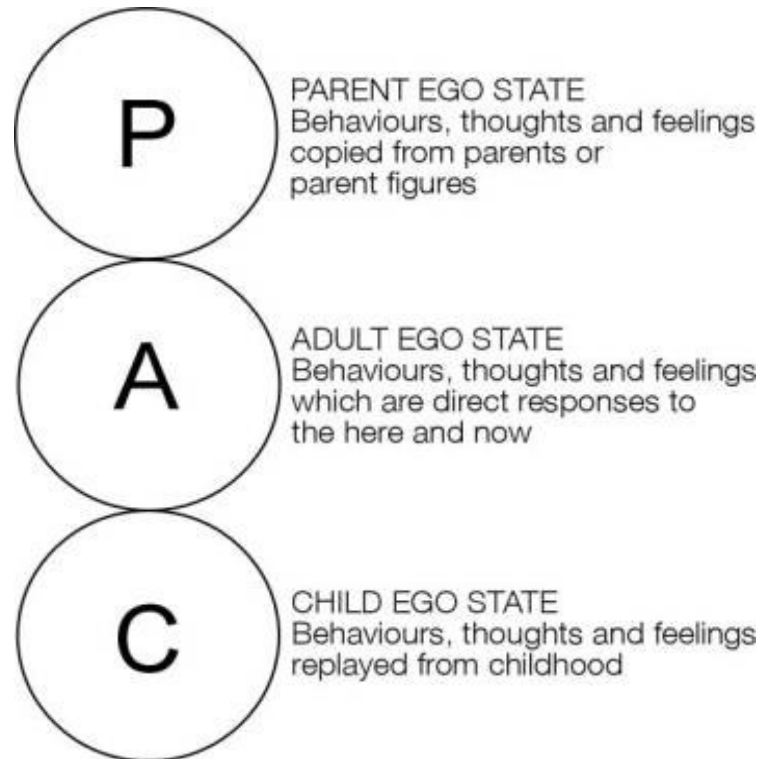 P
PARENT EGO STATE
Behaviours, thoughts and feelings
copied from parents or
parent figures
A
ADULT EGO STATE
Behaviours, thoughts and feelings
which are direct responses to
the here and now
C
CHILD EGO STATE
Behaviours, thoughts and feelings
replayed from childhood